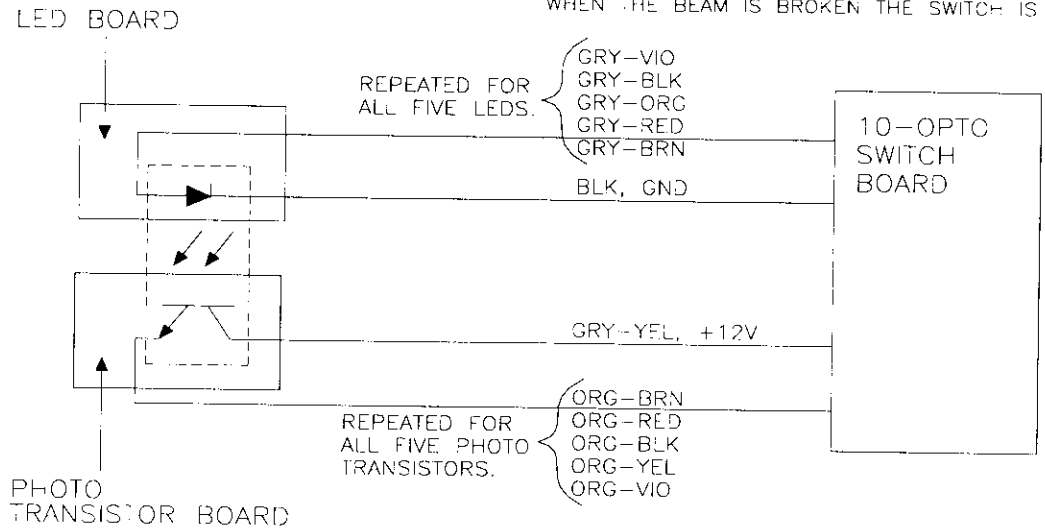 WHEN THE BEAM IS BROKEN THE SWITCH IS
LED BOARD
REPEATED FOR
ALL FIVE LEDS.
GRY-VIO
GRY-BLK
GRY-ORG
GRY-RED
GRY-BRN
BLK, GND
10-OPTO
SWITCH
BOARD
GRY-YEL, +12V
REPEATED FOR
ALL FIVE PHOTO
TRANSISTORS.
ORG-BRN
ORG-RED
ORG-BLK
ORG-YEL
ORG-VIO
PHOTO
TRANSISTOR BOARD